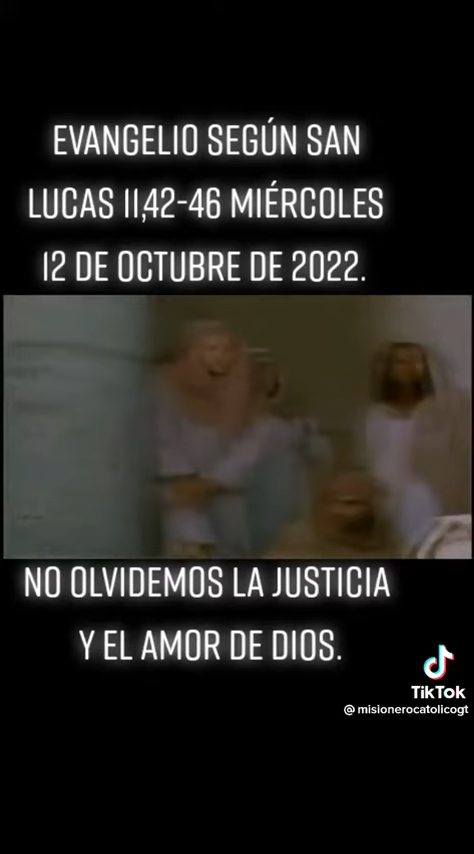 EVANGELIO SEGÚN SAN
LUCAS 11,42-46 MIÉRCOLES
12 DE OCTUBRE DE 2022.
NO OLVIDEMOS LA JUSTICIA
Y EL AMOR DE DIOS.
TikTok
@misionerocatolicogt